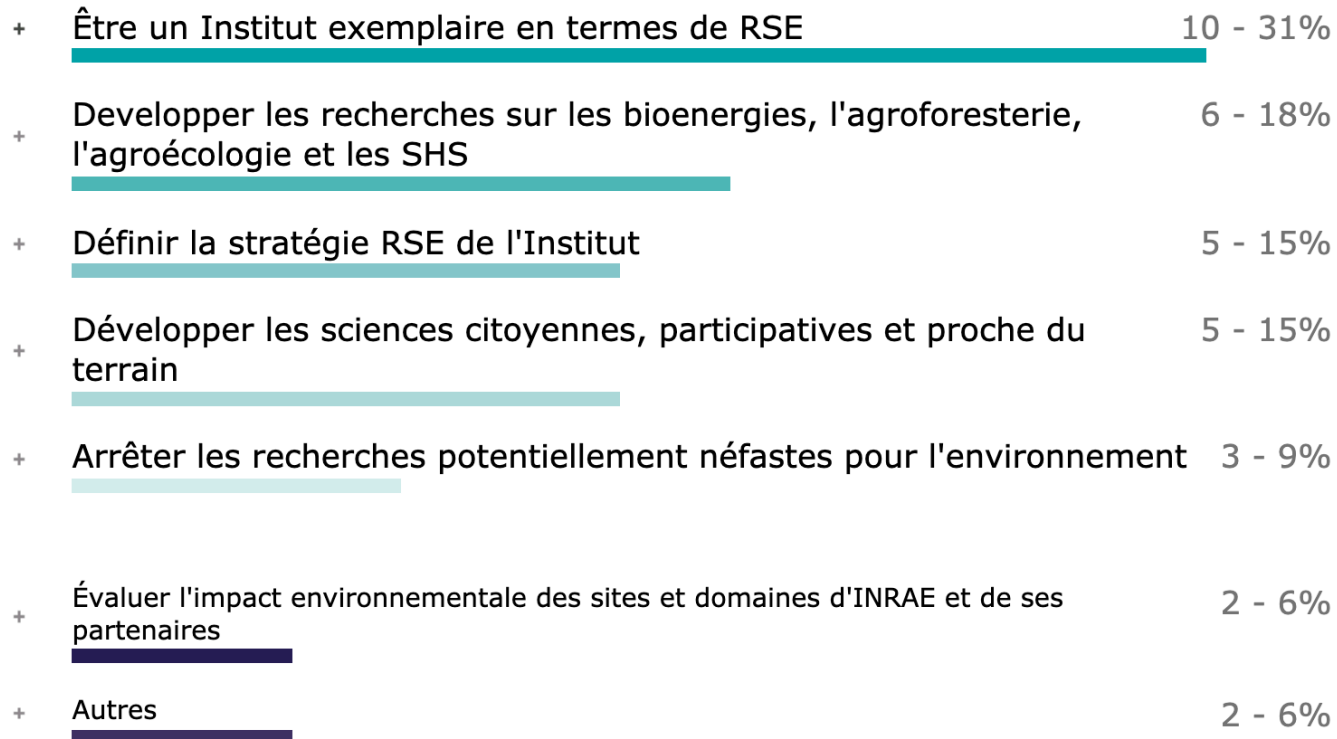 + Être un Institut exemplaire en termes de RSE 10 - 31%
+ Developper les recherches sur les bioenergies, l'agroforesterie, 6 - 18%
l'agroécologie et les SHS
+ Définir la stratégie RSE de l'Institut 5 - 15%
+ Développer les sciences citoyennes, participatives et proche du 5 - 15%
terrain
+ Arrêter les recherches potentiellement néfastes pour l'environnement 3 - 9%
+ Évaluer l'impact environnementale des sites et domaines d'INRAE et de ses 2 - 6%
partenaires
+ Autres 2 - 6%